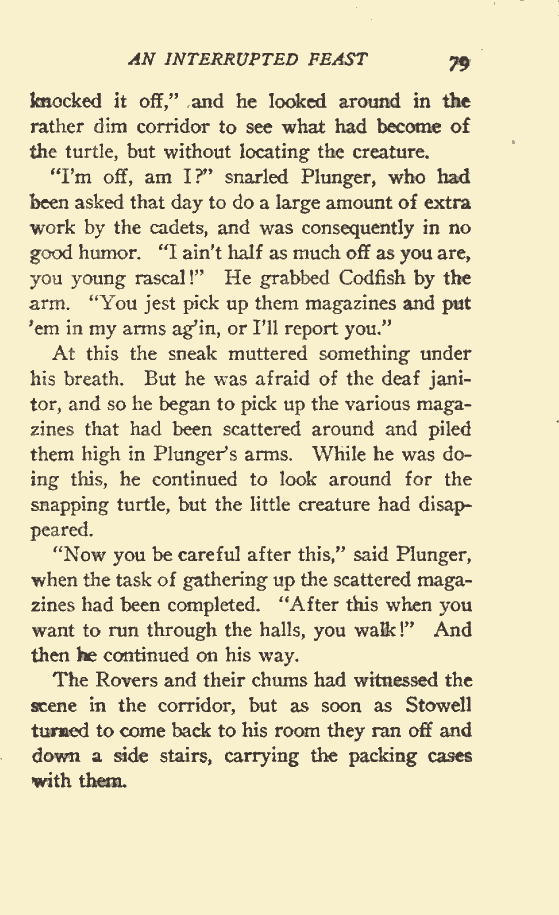 AN INTERRUPTED FEAST 79
knocked it off,” and he looked around in the
rather dim corridor to see what had become of
the turtle, but without locating the creature.
“I’m off, am I?” snarled Plunger, who had
been asked that day to do a large amount of extra
work by the cadets, and was consequently in no
good humor. “I ain’t half as much off as you are,
you young rascal!” He grabbed Codfish by the
arm. “You jest pick up them magazines and put
’em in my arms ag’in, or I’ll report you.”
At this the sneak muttered something under
his breath. But he was afraid of the deaf jani-
tor, and so he began to pick up the various maga-
zines that had been scattered around and piled
them high in Plunger’s arms. While he was do-
ing this, he continued to look around for the
snapping turtle, but the little creature had disap-
peared.
“Now you be careful after this,” said Plunger,
when the task of gathering up the scattered maga-
zines had been completed. “After this when you
want to run through the halls, you walk!” And
then he continued on his way.
The Rovers and their chums had witnessed the
scene in the corridor, but as soon as Stowell
turned to come back to his room they ran off and
down a side stairs, carrying the packing cases
with them.